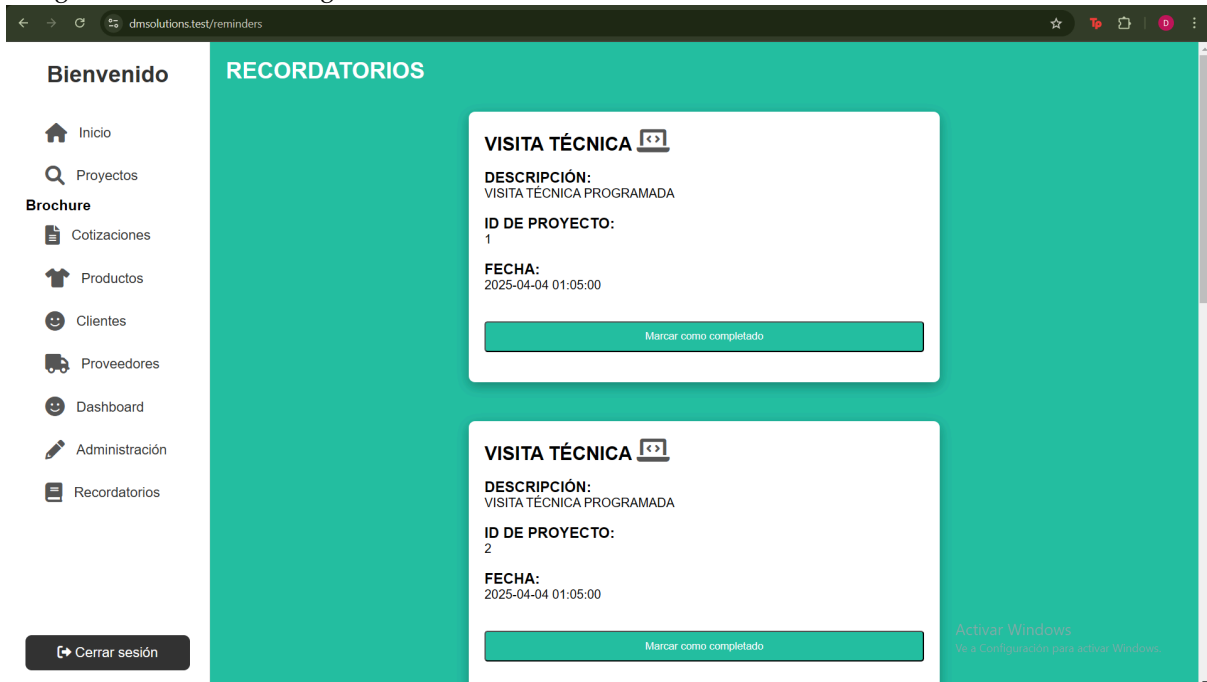 dmsolutions.test/reminders
Tp
D
Bienvenido
Inicio
Proyectos
Brochure
Cotizaciones
Productos
Clientes
Proveedores
Dashboard
Administración
Recordatorios
Cerrar sesión
RECORDATORIOS
VISITA TÉCNICA
DESCRIPCIÓN:
VISITA TÉCNICA PROGRAMADA
ID DE PROYECTO:
1
FECHA:
2025-04-04 01:05:00
Marcar como completado
VISITA TÉCNICA
DESCRIPCIÓN:
VISITA TÉCNICA PROGRAMADA
ID DE PROYECTO:
2
FECHA:
2025-04-04 01:05:00
Marcar como completado
Activar Windows
Ve a Configuración para activar Windows.